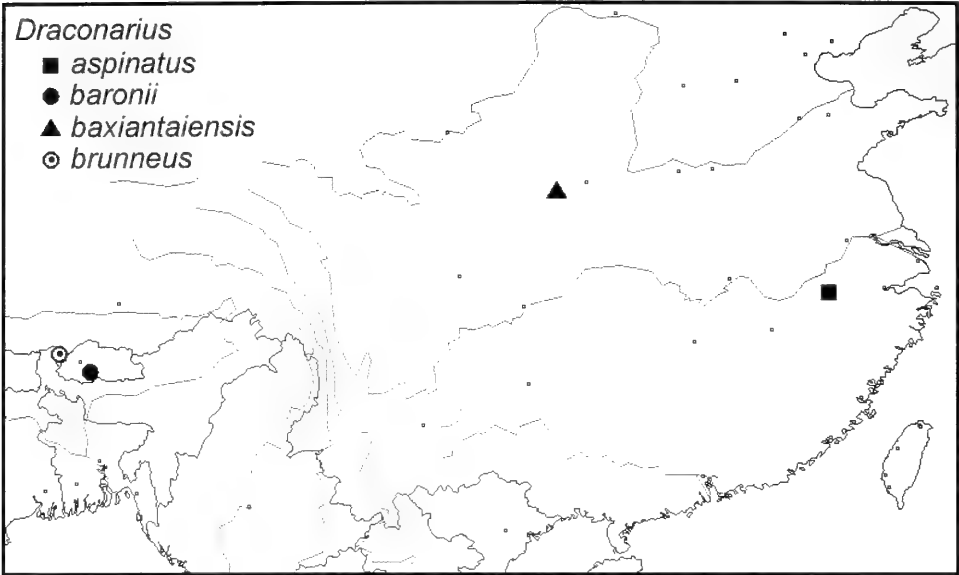 Draconarius
aspinatus
baronii
baxiantaiensis
brunneus